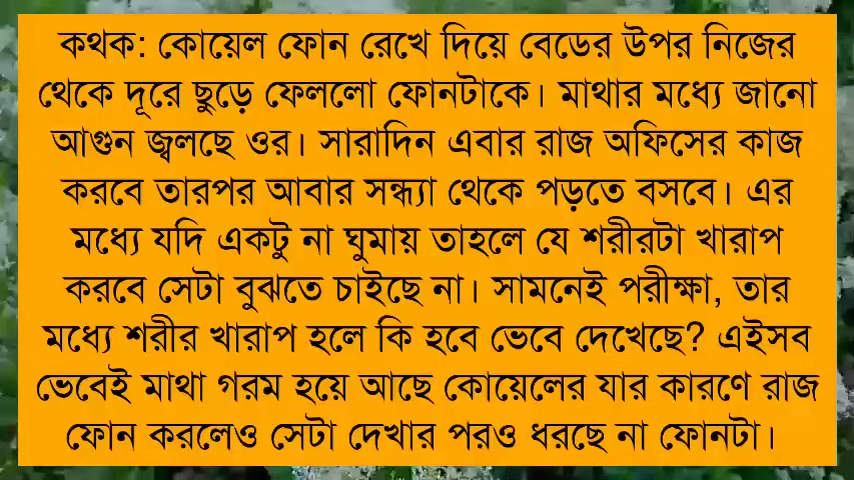 কথক: কোয়েল ফোন রেখে দিয়ে বেডের উপর নিজের
থেকে দূরে ছুড়ে ফেললো ফোনটাকে। মাথার মধ্যে জানো
আগুন জ্বলছে ওর। সারাদিন এবার রাজ অফিসের কাজ
করবে তারপর আবার সন্ধ্যা থেকে পড়তে বসবে। এর
মধ্যে যদি একটু না ঘুমায় তাহলে যে শরীরটা খারাপ
করবে সেটা বুঝতে চাইছে না। সামনেই পরীক্ষা, তার
মধ্যে শরীর খারাপ হলে কি হবে ভেবে দেখেছে? এইসব
ভেবেই মাথা গরম হয়ে আছে কোয়েলের যার কারণে রাজ
ফোন করলেও সেটা দেখার পরও ধরছে না ফোনটা।